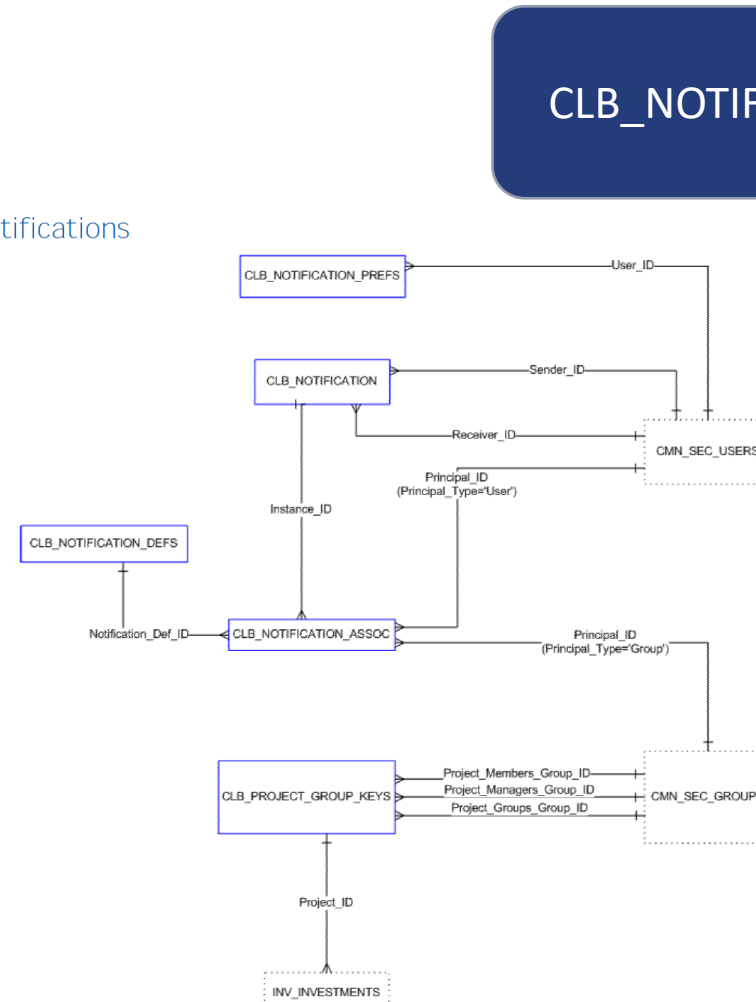 CLB_NOTIF
tifications
CLB_NOTIFICATION_PREFS
User_ID
CLB_NOTIFICATION
Sender_ID
Receiver_ID
CMN_SEC_USERS
Principal_ID
(Principal_Type='User')
Instance_ID
CLB_NOTIFICATION_DEFS
Notification_Def_ID
CLB_NOTIFICATION_ASSOC
Principal_ID
(Principal_Type='Group')
CLB_PROJECT_GROUP_KEYS
Project_Members_Group_ID
Project_Managers_Group_ID
Project_Groups_Group_ID
CMN_SEC_GROUP
Project_ID
INV_INVESTMENTS